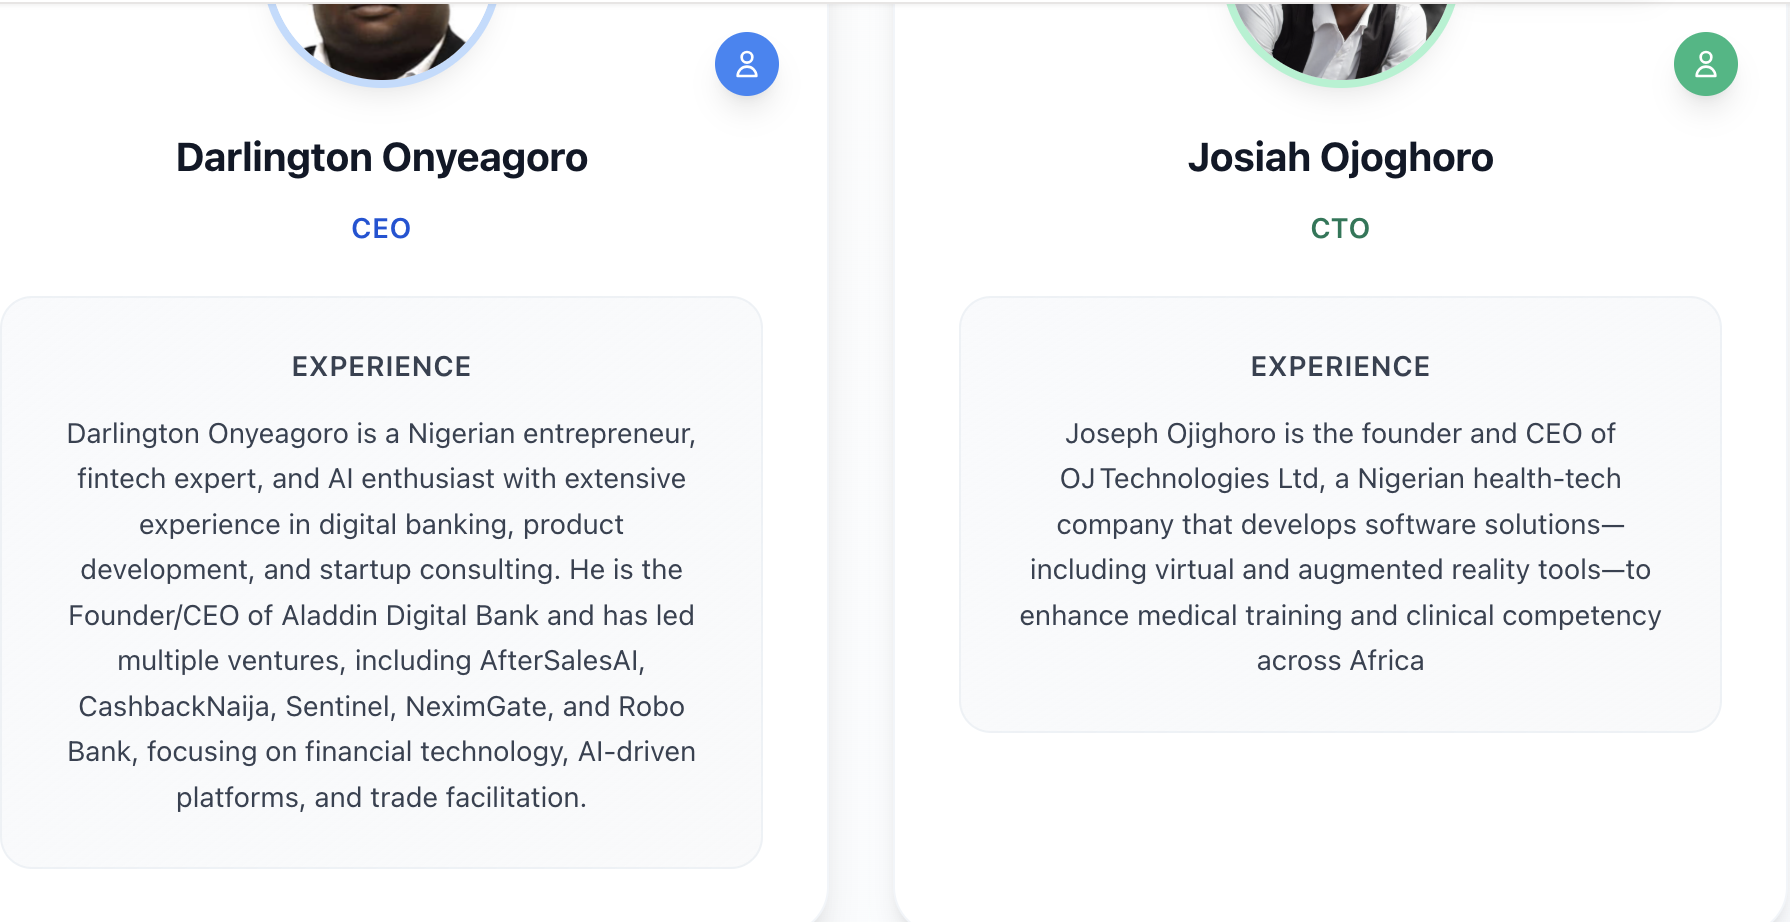 Darlington Onyeagoro
CEO
EXPERIENCE
Darlington Onyeagoro is a Nigerian entrepreneur,
fintech expert, and AI enthusiast with extensive
experience in digital banking, product
development, and startup consulting. He is the
Founder/CEO of Aladdin Digital Bank and has led
multiple ventures, including AfterSalesAI,
CashbackNaija, Sentinel, NeximGate, and Robo
Bank, focusing on financial technology, AI-driven
platforms, and trade facilitation.
Josiah Ojoghoro
CTO
EXPERIENCE
Joseph Ojighoro is the founder and CEO of
OJ Technologies Ltd, a Nigerian health-tech
company that develops software solutions—
including virtual and augmented reality tools—to
enhance medical training and clinical competency
across Africa